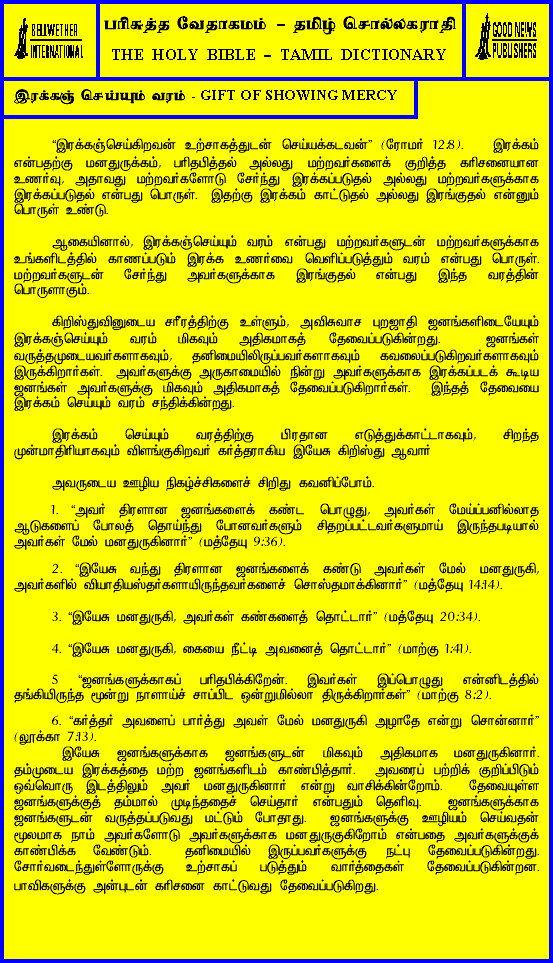 BELLWETHER
INTERNATIONAL
பரிசுத்த வேதாகமம் – தமிழ் சொல்லகராதி
THE HOLY BIBLE – TAMIL DICTIONARY
GOOD NEWS
PUBLISHERS
இரக்கஞ் செய்யும் வரம் - GIFT OF SHOWING MERCY
“இரக்கஞ்செய்கிறவன் உற்சாகத்துடன் செய்யக்கடவன்” (ரோமர் 12:8). இரக்கம்
என்பதற்கு மனதுருக்கம், பரிதபித்தல் அல்லது மற்றவர்களைக் குறித்த கரிசனையான
உணர்வு, அதாவது மற்றவர்களோடு சேர்ந்து இரக்கப்படுதல் அல்லது மற்றவர்களுக்காக
இரக்கப்படுதல் என்பது பொருள். இதற்கு இரக்கம் காட்டுதல் அல்லது இரங்குதல் என்னும்
பொருள் உண்டு.
ஆகையினால், இரக்கஞ்செய்யும் வரம் என்பது மற்றவர்களுடன் மற்றவர்களுக்காக
உங்களிடத்தில் காணப்படும் இரக்க உணர்வை வெளிப்படுத்தும் வரம் என்பது பொருள்.
மற்றவர்களுடன் சேர்ந்து அவர்களுக்காக இரங்குதல் என்பது இந்த வரத்தின்
பொருளாகும்.
கிறிஸ்துவினுடைய சரீரத்திற்கு உள்ளும், அவிசுவாச புறஜாதி ஜனங்களிடையேயும்
இரக்கஞ்செய்யும் வரம் மிகவும் அதிகமாகத் தேவைப்படுகின்றது. ஜனங்கள்
வருத்தமுடையவர்களாகவும், தனிமையிலிருப்பவர்களாகவும் கவலைப்படுகிறவர்களாகவும்
இருக்கிறார்கள். அவர்களுக்கு அருகாமையில் நின்று அவர்களுக்காக இரக்கப்படக் கூடிய
ஜனங்கள் அவர்களுக்கு மிகவும் அதிகமாகத் தேவைப்படுகிறார்கள். இந்தத் தேவையை
இரக்கம் செய்யும் வரம் சந்திக்கின்றது.
இரக்கம் செய்யும் வரத்திற்கு பிரதான எடுத்துக்காட்டாகவும், சிறந்த
முன்மாதிரியாகவும் விளங்குகிறவர் கர்த்தராகிய இயேசு கிறிஸ்து ஆவார்
அவருடைய ஊழிய நிகழ்ச்சிகளைச் சிறிது கவனிப்போம்.
1. “அவர் திரளான ஜனங்களைக் கண்ட பொழுது, அவர்கள் மேய்ப்பனில்லாத
ஆடுகளைப் போலத் தொய்ந்து போனவர்களும் சிதறப்பட்டவர்களுமாய் இருந்தபடியால்
அவர்கள் மேல் மனதுருகினார்” (மத்தேயு 9:36).
2. “இயேசு வந்து திரளான ஜனங்களைக் கண்டு அவர்கள் மேல் மனதுருகி,
அவர்களில் வியாதியஸ்தர்களாயிருந்தவர்களைச் சொஸ்தமாக்கினார்” (மத்தேயு 14:14).
3. “இயேசு மனதுருகி, அவர்கள் கண்களைத் தொட்டார்” (மத்தேயு 20:34).
4. “இயேசு மனதுருகி, கையை நீட்டி அவனைத் தொட்டார்” (மாற்கு 1:41).
5 “ஜனங்களுக்காகப் பரிதபிக்கிறேன். இவர்கள் இப்பொழுது என்னிடத்தில்
தங்கியிருந்த மூன்று நாளாய்ச் சாப்பிட ஒன்றுமில்லா திருக்கிறார்கள்” (மாற்கு 8:2).
6. “கர்த்தர் அவளைப் பார்த்து அவள் மேல் மனதுருகி அழாதே என்று சொன்னார்”
(லூக்கா 7:13).
இயேசு ஜனங்களுக்காக ஜனங்களுடன் மிகவும் அதிகமாக மனதுருகினார்.
தம்முடைய இரக்கத்தை மற்ற ஜனங்களிடம் காண்பித்தார். அவரைப் பற்றிக் குறிப்பிடும்
ஒவ்வொரு இடத்திலும் அவர் மனதுருகினார் என்று வாசிக்கின்றோம். தேவையுள்ள
ஜனங்களுக்குத் தம்மால் முடிந்ததைச் செய்தார் என்பதும் தெளிவு. ஜனங்களுக்காக
ஜனங்களுடன் வருத்தப்படுவது மட்டும் போதாது. ஜனங்களுக்கு ஊழியம் செய்வதன்
மூலமாக நாம் அவர்களோடு அவர்களுக்காக மனதுருகுகிறோம் என்பதை அவர்களுக்குக்
காண்பிக்க வேண்டும். தனிமையில் இருப்பவர்களுக்கு நட்பு தேவைப்படுகின்றது.
சோர்வடைந்துள்ளோருக்கு உற்சாகப் படுத்தும் வார்த்தைகள் தேவைப்படுகின்றன.
பாவிகளுக்கு அன்புடன் கரிசனை காட்டுவது தேவைப்படுகிறது.